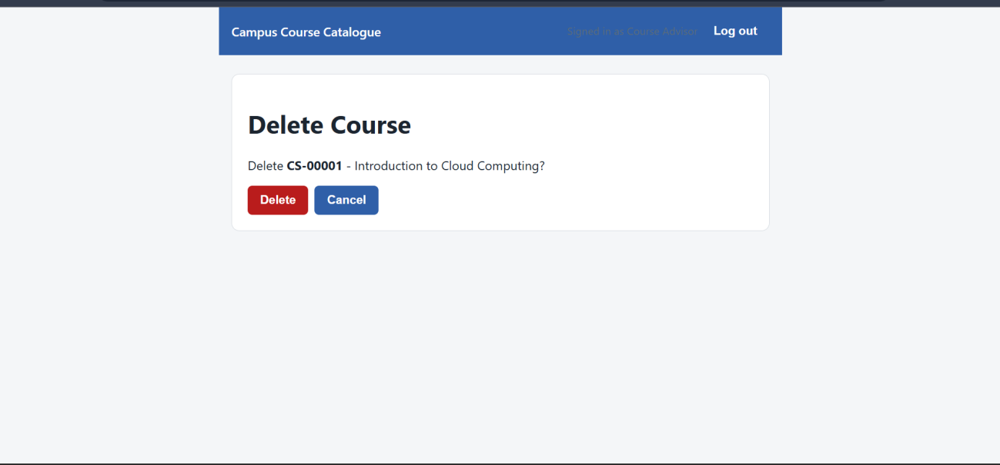 Campus Course Catalogue
Signed in as Course Advisor
Log out
Delete Course
Delete CS-00001 - Introduction to Cloud Computing?
Delete
Cancel